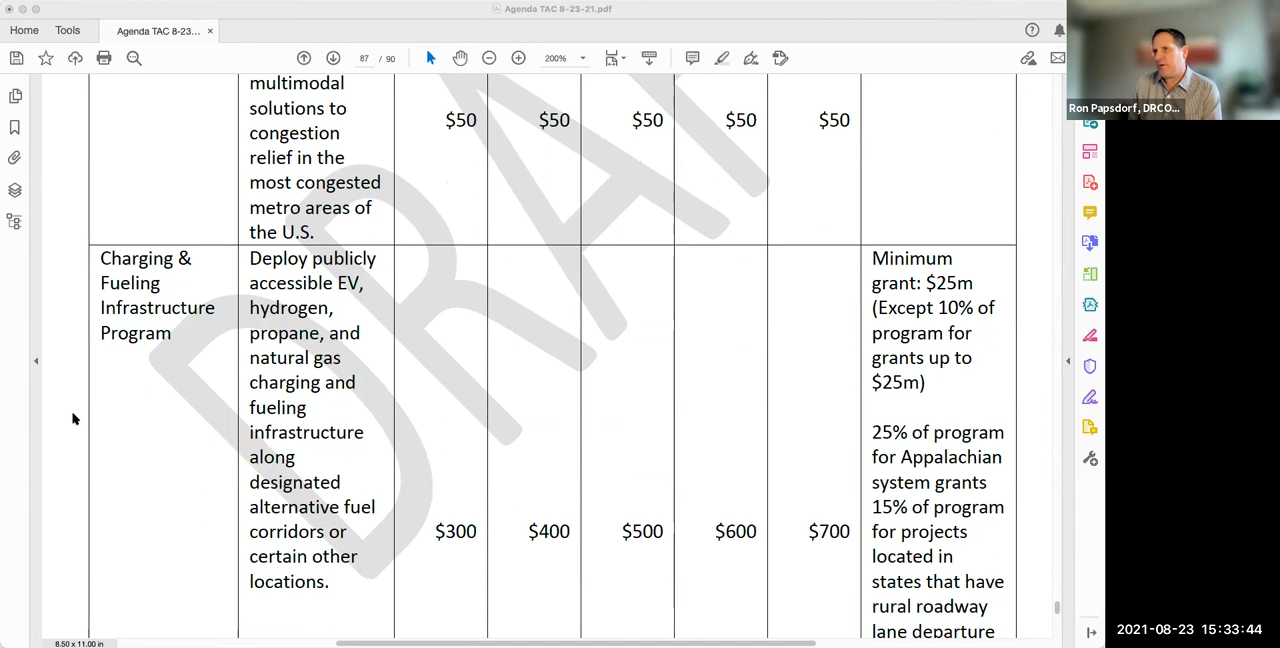 Agenda TAC 8-23-21.pdf
Home Tools Agenda TAC 8-23... ×
87 / 90 200%
Ron Papsdorf, DRCO...
multimodal
solutions to
congestion
relief in the
most congested
metro areas of
the U.S.
$50 $50 $50 $50 $50
Charging &
Fueling
Infrastructure
Program
Deploy publicly
accessible EV,
hydrogen,
propane, and
natural gas
charging and
fueling
infrastructure
along
designated
alternative fuel
corridors or
certain other
locations.
$300 $400 $500 $600 $700
Minimum
grant: $25m
(Except 10% of
program for
grants up to
$25m)
25% of program
for Appalachian
system grants
15% of program
for projects
located in
states that have
rural roadway
lane departure
DRA
8.50 x 11.00 in
2021-08-23 15:33:44